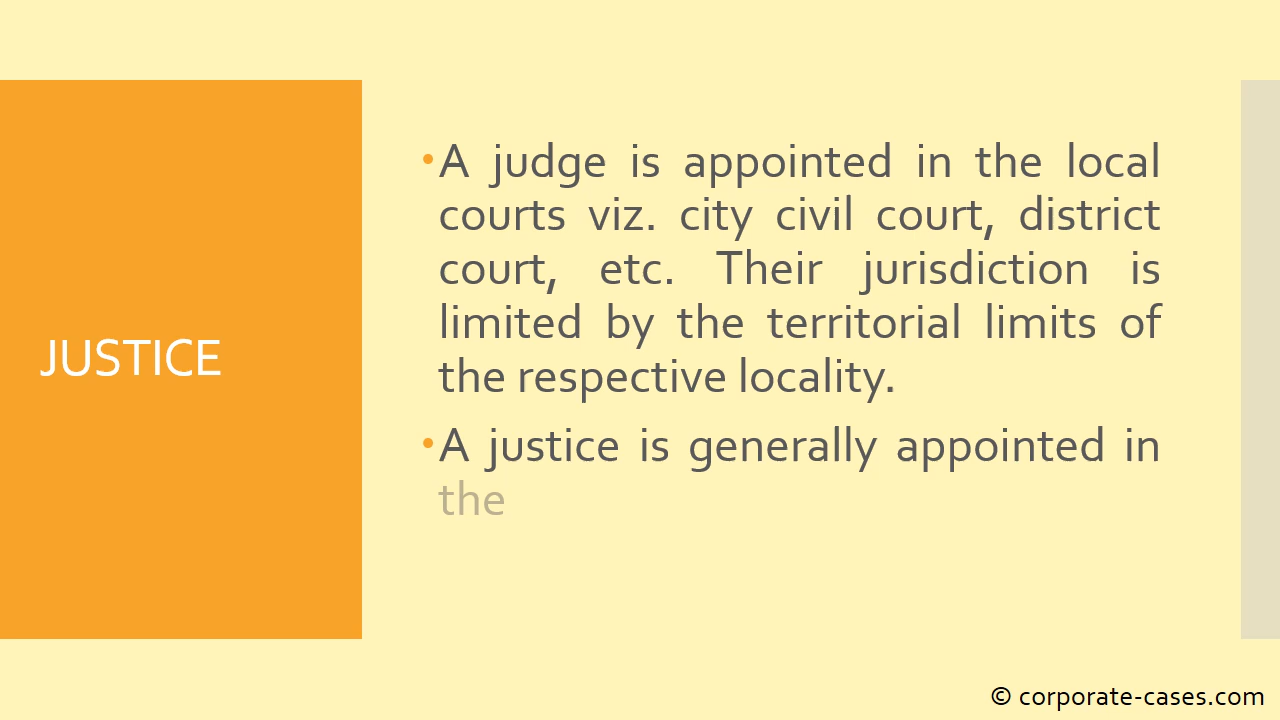 JUSTICE
•A judge is appointed in the local
courts viz. city civil court, district
court, etc. Their jurisdiction is
limited by the territorial limits of
the respective locality.
•A justice is generally appointed in
the
© corporate-cases.com